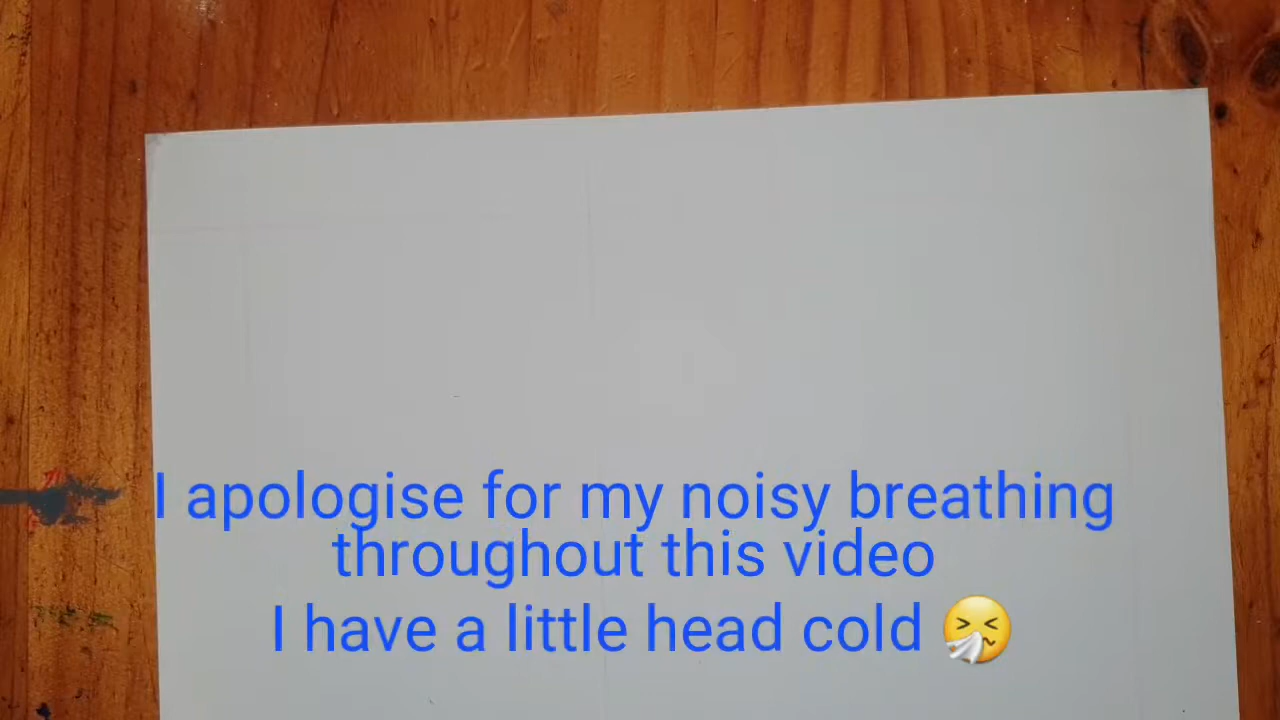 I apologise for my noisy breathing
throughout this video
I have a little head cold 🤧